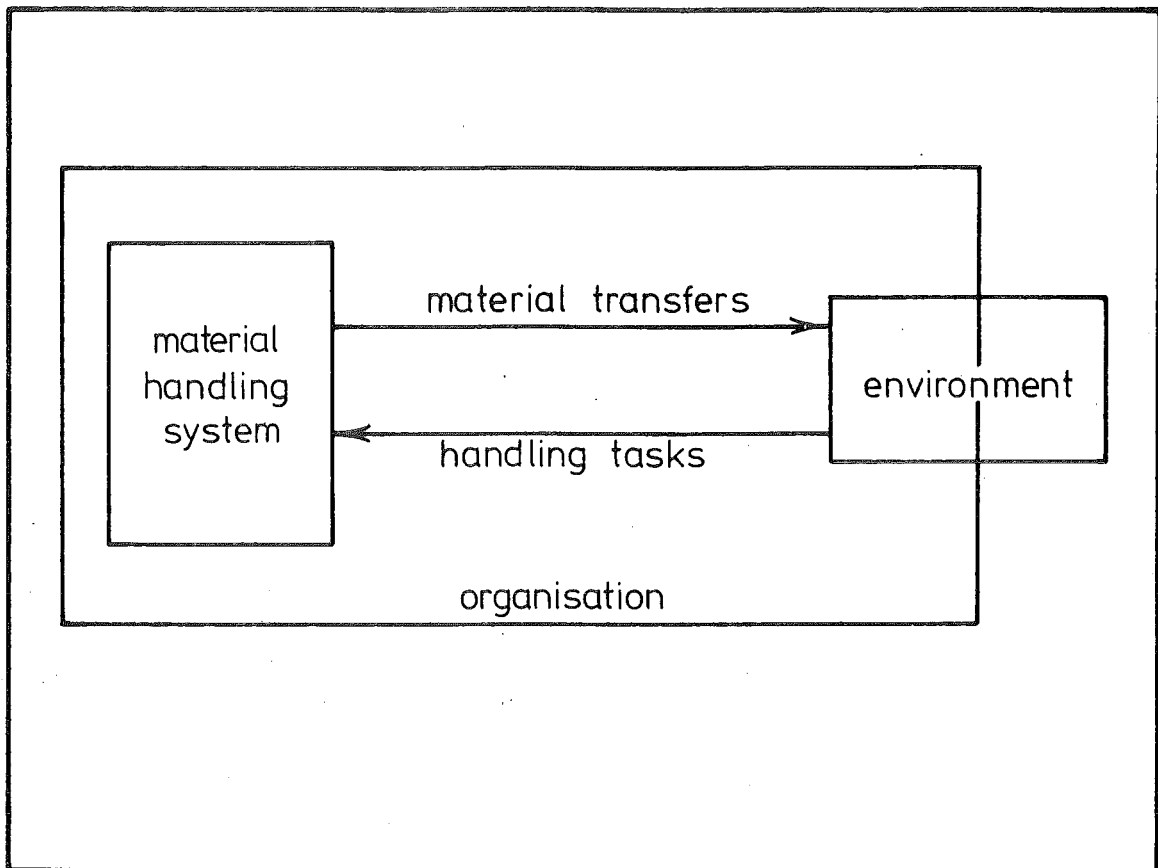 material transfers
material
handling
system
environment
handling tasks
organisation